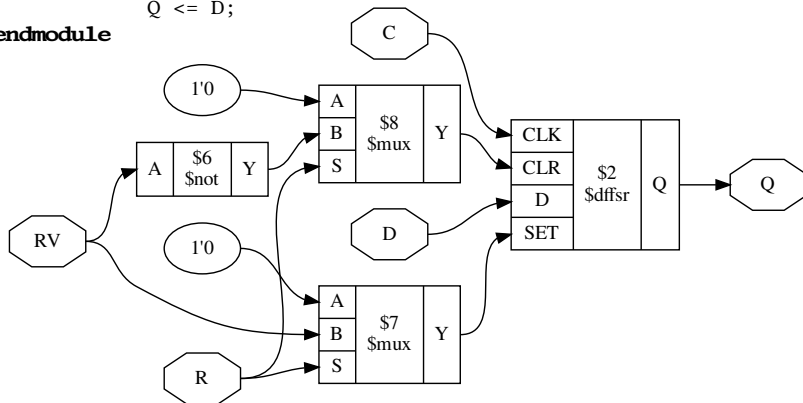 Q <= D;
endmodule
C
1'0
A
B
S
$8
$mux
Y
CLK
CLR
D
SET
$2
$dffsr
Q
Q
A
$6
$not
Y
RV
D
1'0
A
B
S
$7
$mux
Y
R